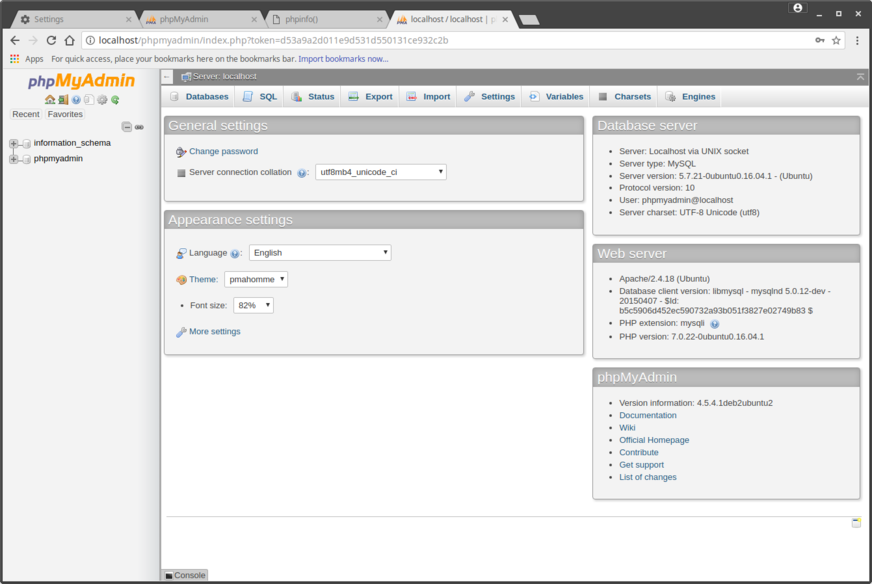 Settings
phpMyAdmin
phpinfo()
localhost / localhost | p
localhost/phpmyadmin/index.php?token=d53a9a2d011e9d531d550131ce932c2b
Apps For quick access, place your bookmarks here on the bookmarks bar. Import bookmarks now...
phpMyAdmin
Recent Favorites
information_schema
phpmyadmin
Server: localhost
Databases SQL Status Export Import Settings Variables Charsets Engines
General settings
Change password
Server connection collation : utf8mb4_unicode_ci
Appearance settings
Language : English
Theme: pmahomme
• Font size: 82%
More settings
Database server
• Server: Localhost via UNIX socket
• Server type: MySQL
• Server version: 5.7.21-0ubuntu0.16.04.1 - (Ubuntu)
• Protocol version: 10
• User: phpmyadmin@localhost
• Server charset: UTF-8 Unicode (utf8)
Web server
• Apache/2.4.18 (Ubuntu)
• Database client version: libmysql - mysqlnd 5.0.12-dev -
20150407 - $Id:
b5c5906d452ec590732a93b051f3827e02749b83 $
• PHP extension: mysqli
• PHP version: 7.0.22-0ubuntu0.16.04.1
phpMyAdmin
• Version information: 4.5.4.1deb2ubuntu2
• Documentation
• Wiki
• Official Homepage
• Contribute
• Get support
• List of changes
Console